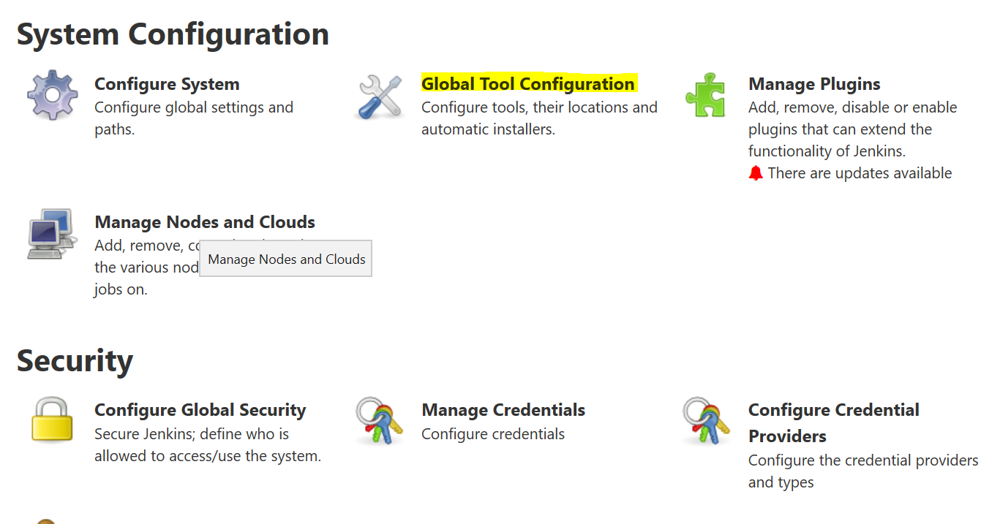 System Configuration
Configure System
Configure global settings and
paths.
Global Tool Configuration
Configure tools, their locations and
automatic installers.
Manage Plugins
Add, remove, disable or enable
plugins that can extend the
functionality of Jenkins.
There are updates available
Manage Nodes and Clouds
Add, remove,
the various
jobs on.
Manage Nodes and Clouds
Security
Configure Global Security
Secure Jenkins; define who is
allowed to access/use the system.
Manage Credentials
Configure credentials
Configure Credential
Providers
Configure the credential providers
and types